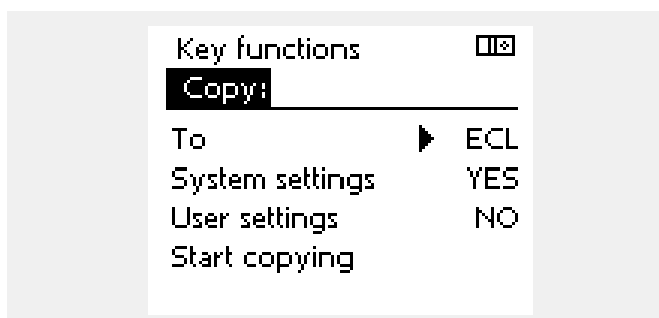 Key functions
Copy:
To ECL
System settings YES
User settings NO
Start copying